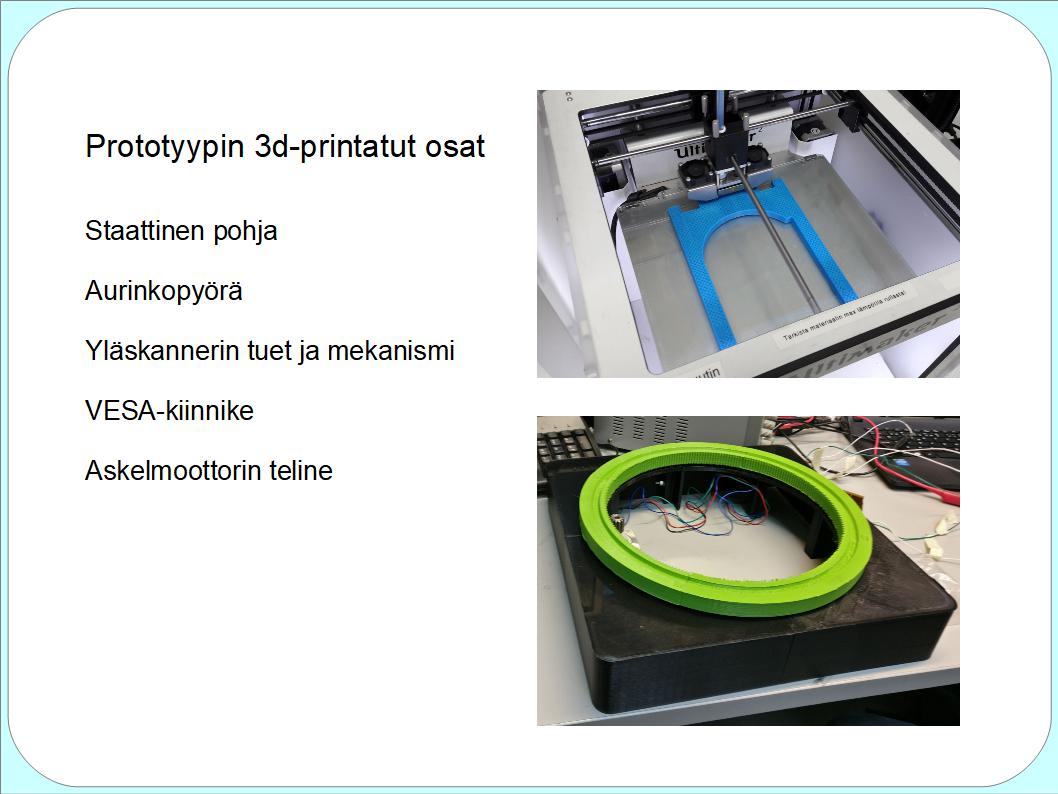 Prototyypin 3d-printatut osat
Staattinen pohja
Aurinkopyörä
Yläskannerin tuet ja mekanismi
VESA-kiinnike
Askelmoottorin teline
Tarkista materiaalin max lämpötila rullasta!
Ultimaker